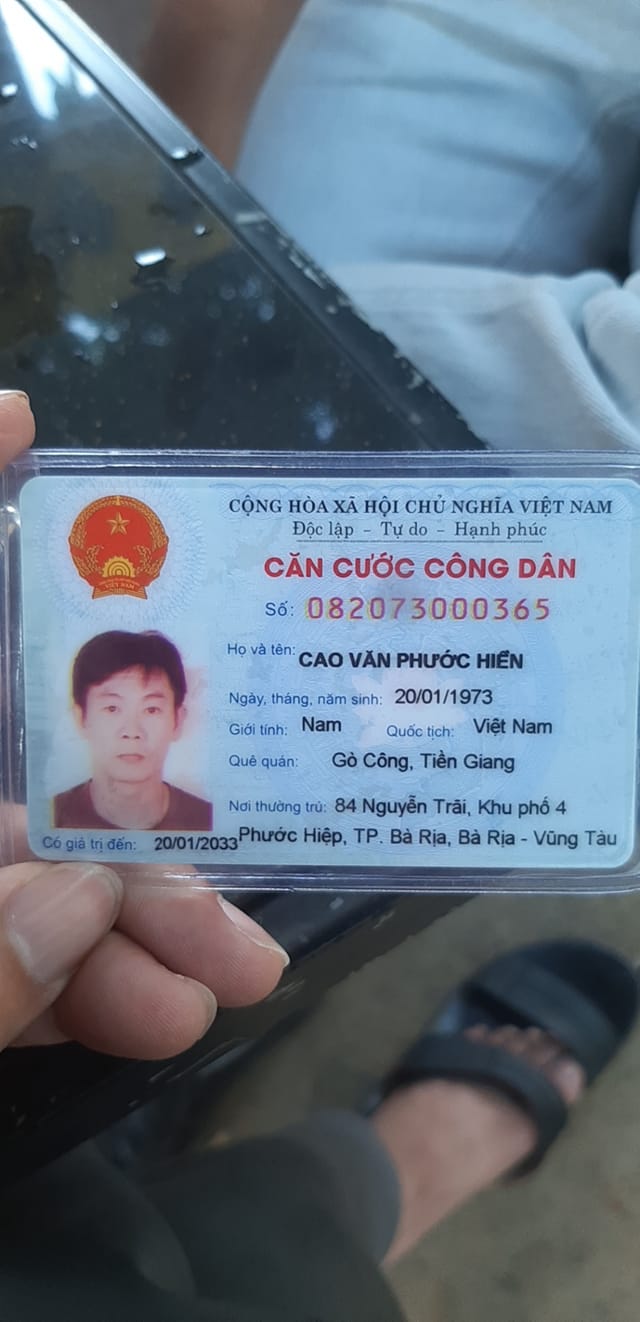 CỘNG HÒA XÃ HỘI CHỦ NGHĨA VIỆT NAM
Độc lập - Tự do - Hạnh phúc
CĂN CƯỚC CÔNG DÂN
Số: 082073000365
Họ và tên: CAO VĂN PHƯỚC HIỀN
Ngày, tháng, năm sinh: 20/01/1973
Giới tính: Nam Quốc tịch: Việt Nam
Quê quán: Gò Công, Tiền Giang
Nơi thường trú: 84 Nguyễn Trãi, Khu phố 4
Phước Hiệp, TP. Bà Rịa, Bà Rịa - Vũng Tàu
Có giá trị đến: 20/01/2033
VIỆT NAM